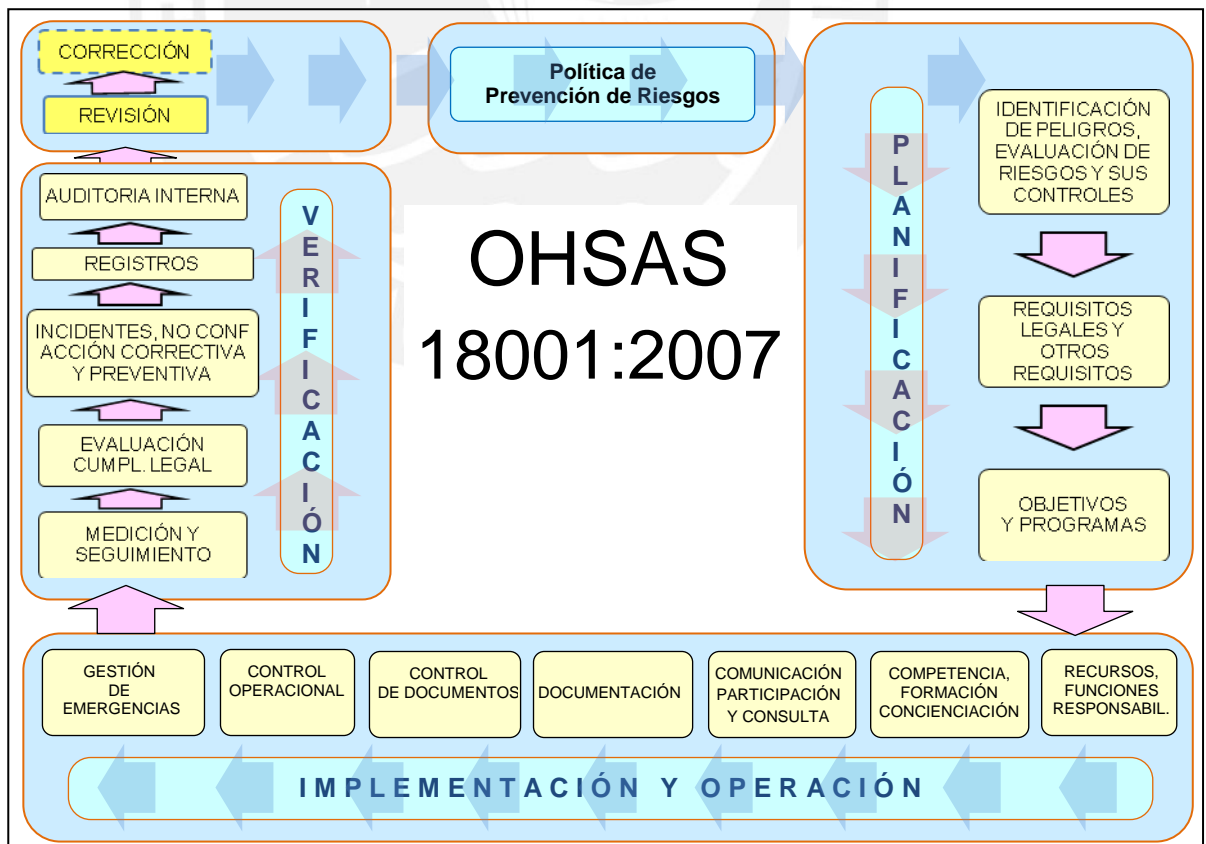 CORRECCIÓN
REVISIÓN
Política de
Prevención de Riesgos
PLANIFICACIÓN
IDENTIFICACIÓN
DE PELIGROS,
EVALUACIÓN DE
RIESGOS Y SUS
CONTROLES
REQUISITOS
LEGALES Y
OTROS
REQUISITOS
OBJETIVOS
Y PROGRAMAS
AUDITORIA INTERNA
REGISTROS
INCIDENTES, NO CONF
ACCIÓN CORRECTIVA
Y PREVENTIVA
EVALUACIÓN
CUMPL. LEGAL
MEDICIÓN Y
SEGUIMIENTO
VERIFICACIÓN
OHSAS
18001:2007
GESTIÓN
DE
EMERGENCIAS
CONTROL
OPERACIONAL
CONTROL
DE DOCUMENTOS
DOCUMENTACIÓN
COMUNICACIÓN
PARTICIPACIÓN
Y CONSULTA
COMPETENCIA,
FORMACIÓN
CONCIENCIACIÓN
RECURSOS,
FUNCIONES
RESPONSABIL.
IMPLEMENTACIÓN Y OPERACIÓN